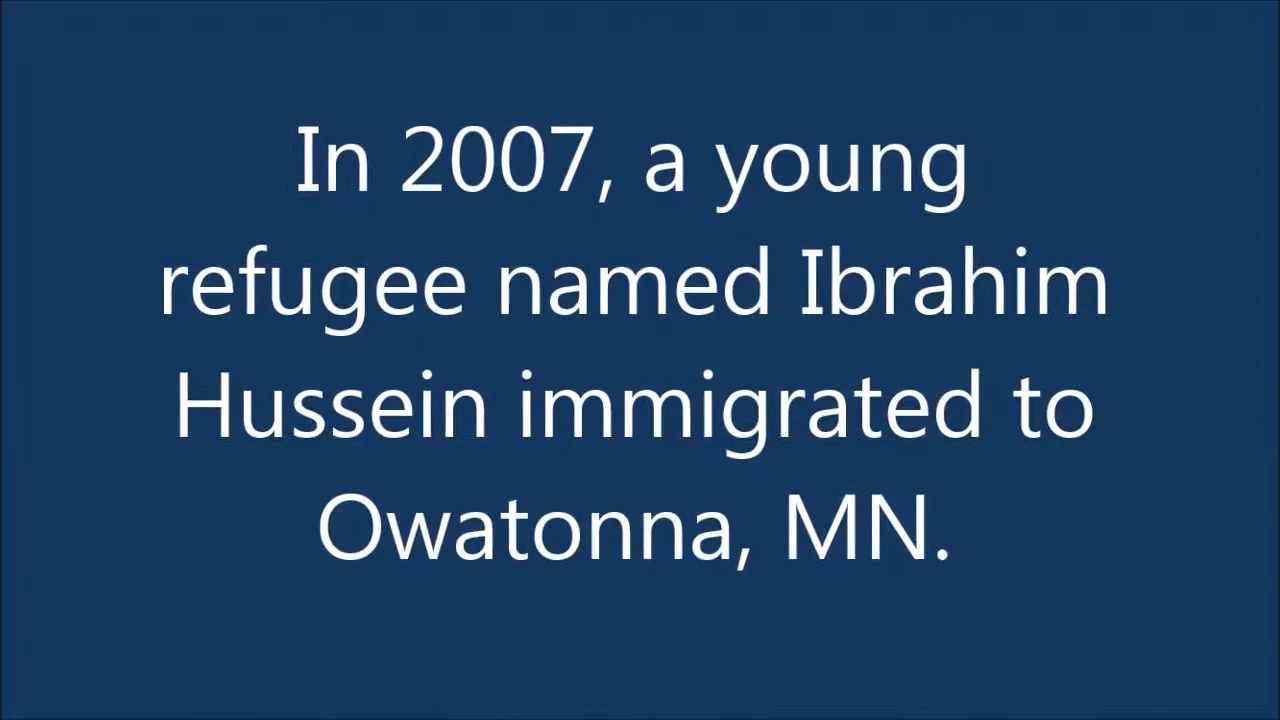 In 2007, a young
refugee named Ibrahim
Hussein immigrated to
Owatonna, MN.